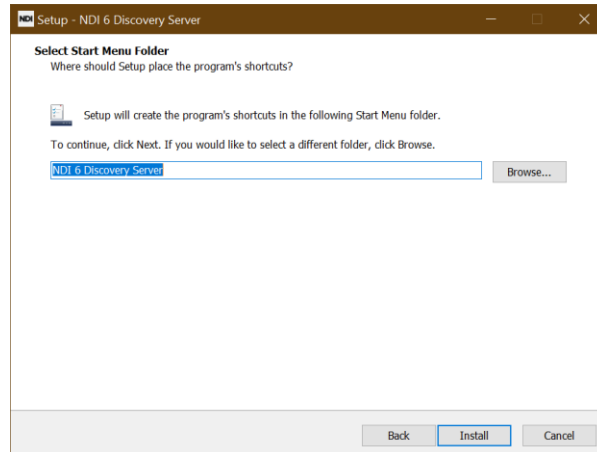 NDI Setup - NDI 6 Discovery Server
Select Start Menu Folder
Where should Setup place the program's shortcuts?
Setup will create the program's shortcuts in the following Start Menu folder.
To continue, click Next. If you would like to select a different folder, click Browse.
NDI 6 Discovery Server Browse...
Back Install Cancel